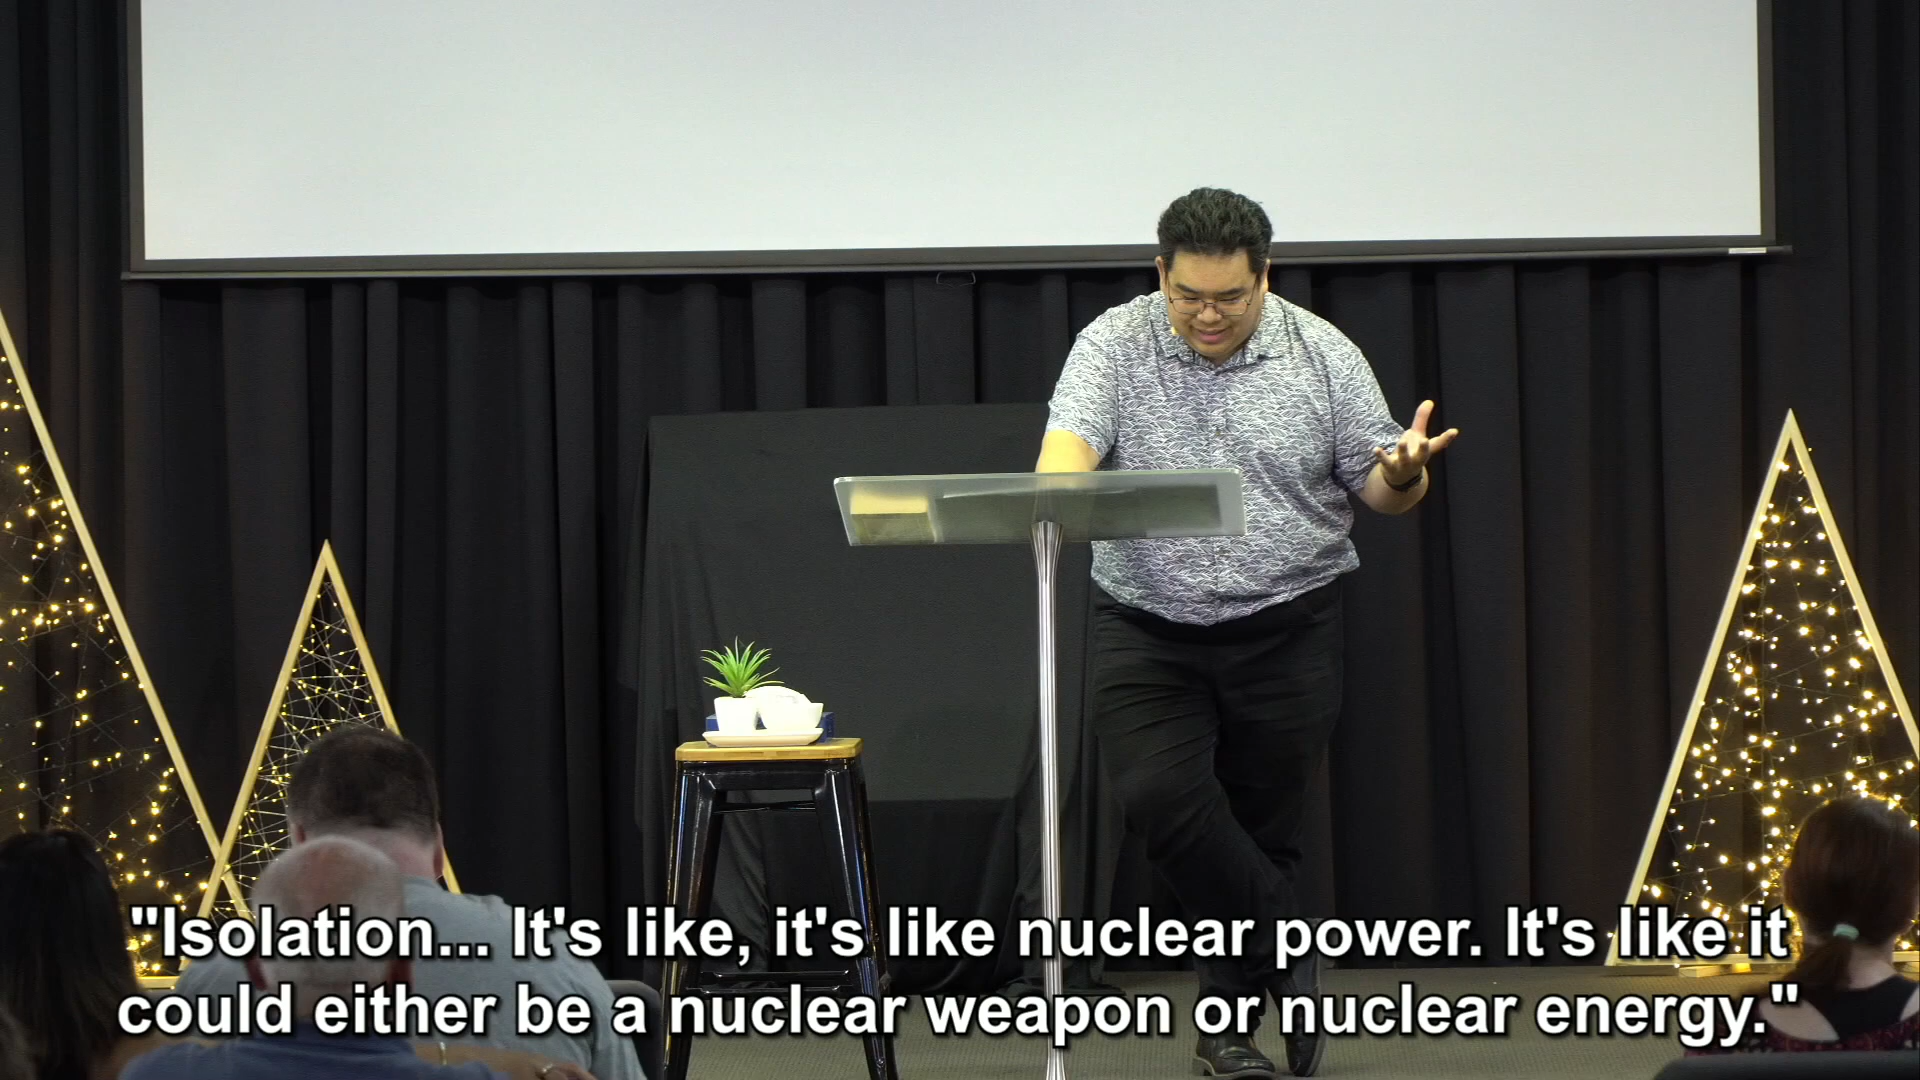 "Isolation... It's like, it's like nuclear power. It's like it
could either be a nuclear weapon or nuclear energy."